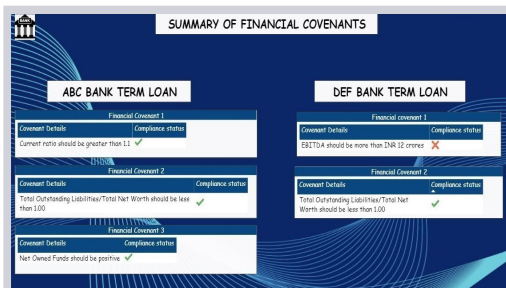 BANK
SUMMARY OF FINANCIAL COVENANTS
ABC BANK TERM LOAN
Financial Covenant 1
Covenant Details Compliance status
Current ratio should be greater than 1.1
Financial Covenant 2
Covenant Details Compliance status
Total Outstanding Liabilities/Total Net Worth should be less
than 1.00
Financial Covenant 3
Covenant Details Compliance status
Net Owned Funds should be positive
DEF BANK TERM LOAN
Financial covenant 1
Covenant Details Compliance status
EBITDA should be more than INR 12 crores
Financial Covenant 2
Covenant Details Compliance status
Total Outstanding Liabilities/Total Net
Worth should be less than 1.00